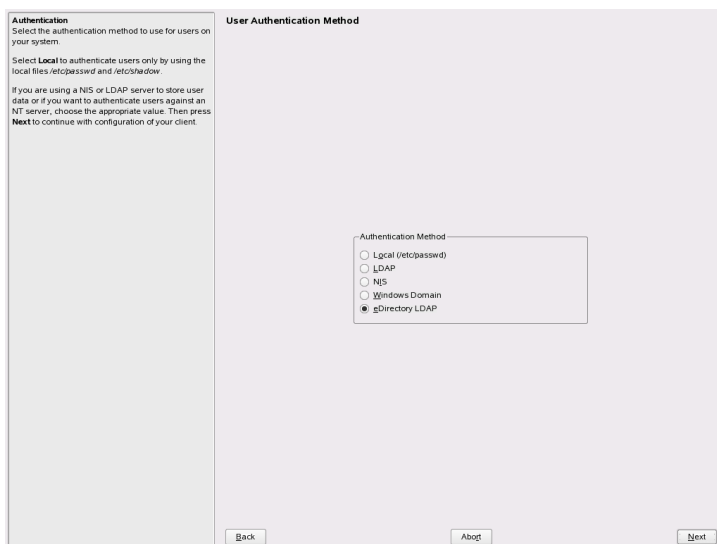 Authentication
Select the authentication method to use for users on
your system.
Select Local to authenticate users only by using the
local files /etc/passwd and /etc/shadow.
If you are using a NIS or LDAP server to store user
data or if you want to authenticate users against an
NT server, choose the appropriate value. Then press
Next to continue with configuration of your client.
User Authentication Method
Authentication Method
Local (/etc/passwd)
LDAP
NIS
Windows Domain
eDirectory LDAP
Back
Abort
Next